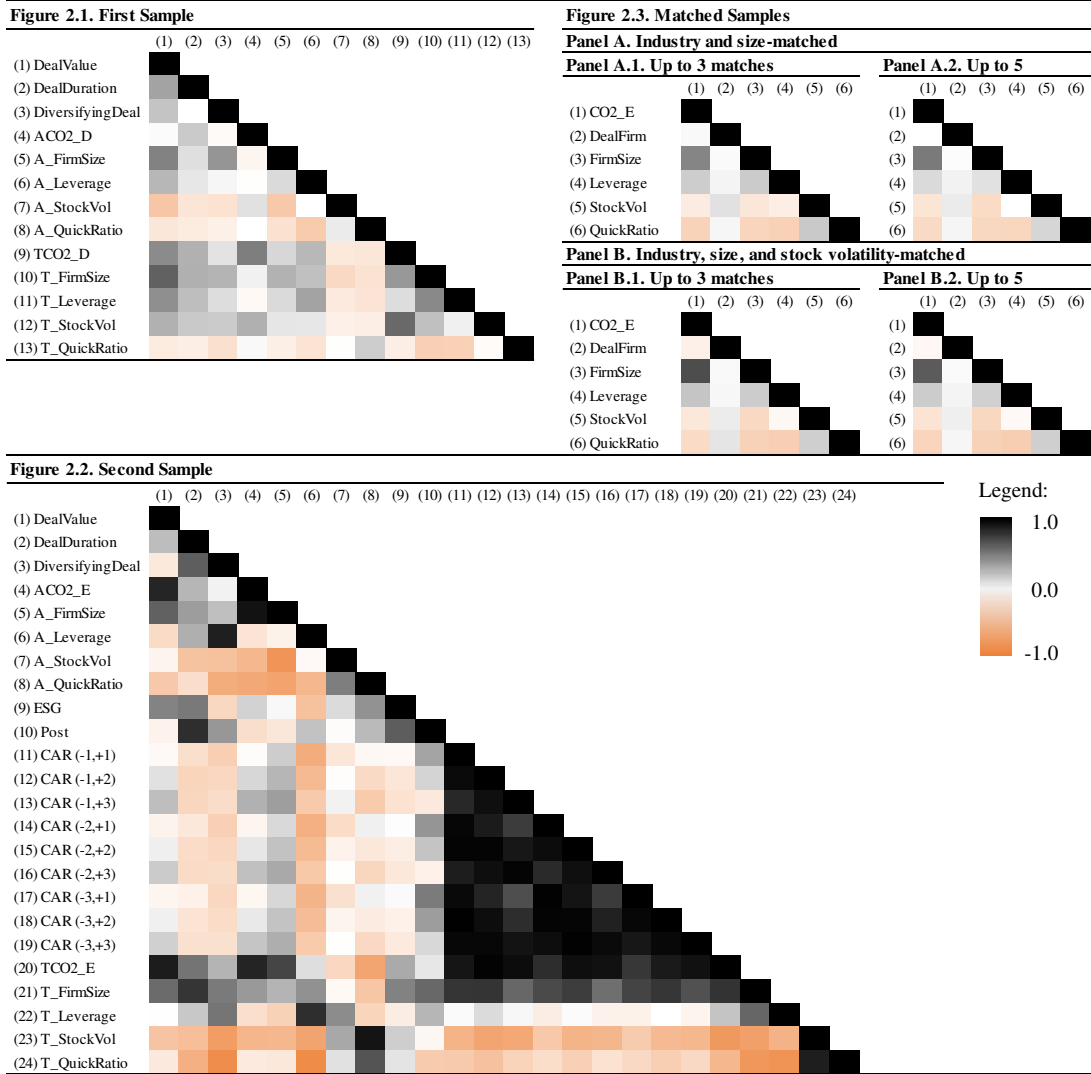 Figure 2.1. First Sample
(1) (2) (3) (4) (5) (6) (7) (8) (9) (10) (11) (12) (13)
(1) DealValue
(2) DealDuration
(3) DiversifyingDeal
(4) ACO2_D
(5) A_FirmSize
(6) A_Leverage
(7) A_StockVol
(8) A_QuickRatio
(9) TCO2_D
(10) T_FirmSize
(11) T_Leverage
(12) T_StockVol
(13) T_QuickRatio
Figure 2.3. Matched Samples
Panel A. Industry and size-matched
Panel A.1. Up to 3 matches
(1) (2) (3) (4) (5) (6)
(1) CO2_E
(2) DealFirm
(3) FirmSize
(4) Leverage
(5) StockVol
(6) QuickRatio
Panel A.2. Up to 5
(1) (2) (3) (4) (5) (6)
(1)
(2)
(3)
(4)
(5)
(6)
Panel B. Industry, size, and stock volatility-matched
Panel B.1. Up to 3 matches
(1) (2) (3) (4) (5) (6)
(1) CO2_E
(2) DealFirm
(3) FirmSize
(4) Leverage
(5) StockVol
(6) QuickRatio
Panel B.2. Up to 5
(1) (2) (3) (4) (5) (6)
(1)
(2)
(3)
(4)
(5)
(6)
Figure 2.2. Second Sample
(1) (2) (3) (4) (5) (6) (7) (8) (9) (10) (11) (12) (13) (14) (15) (16) (17) (18) (19) (20) (21) (22) (23) (24)
(1) DealValue
(2) DealDuration
(3) DiversifyingDeal
(4) ACO2_E
(5) A_FirmSize
(6) A_Leverage
(7) A_StockVol
(8) A_QuickRatio
(9) ESG
(10) Post
(11) CAR (-1,+1)
(12) CAR (-1,+2)
(13) CAR (-1,+3)
(14) CAR (-2,+1)
(15) CAR (-2,+2)
(16) CAR (-2,+3)
(17) CAR (-3,+1)
(18) CAR (-3,+2)
(19) CAR (-3,+3)
(20) TCO2_E
(21) T_FirmSize
(22) T_Leverage
(23) T_StockVol
(24) T_QuickRatio
Legend:
1.0
0.0
-1.0